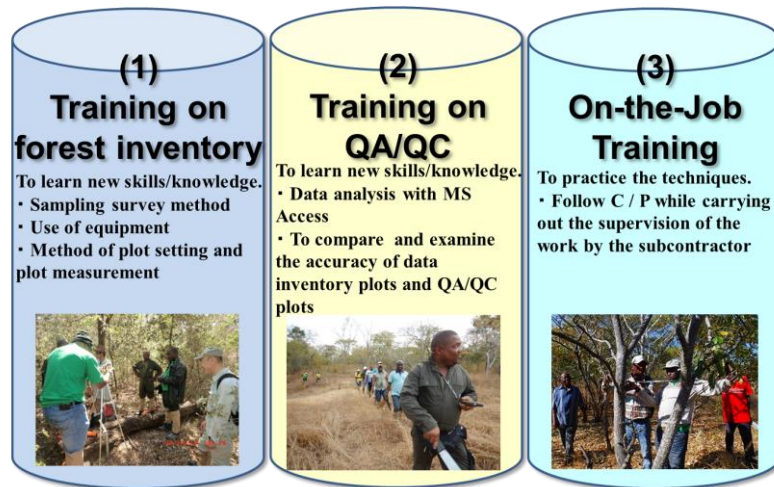 (1)
Training on
forest inventory
To learn new skills/knowledge.
・Sampling survey method
・Use of equipment
・Method of plot setting and
plot measurement
(2)
Training on
QA/QC
To learn new skills/knowledge.
・Data analysis with MS
Access
・To compare and examine
the accuracy of data
inventory plots and QA/QC
plots
(3)
On-the-Job
Training
To practice the techniques.
・Follow C / P while carrying
out the supervision of the
work by the subcontractor